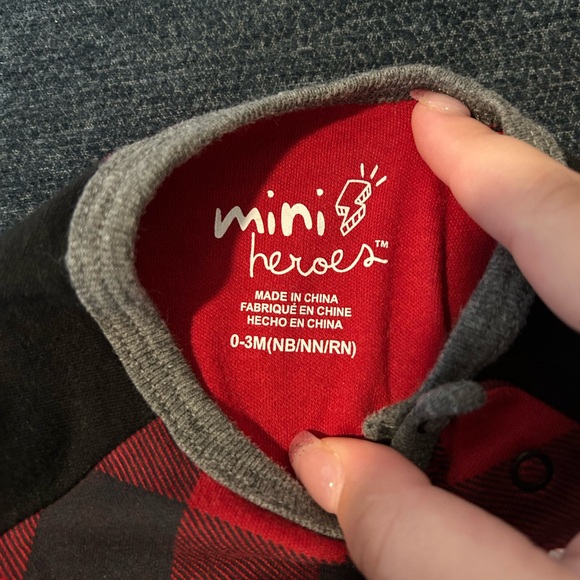 mini
heroes™
MADE IN CHINA
FABRIQUÉ EN CHINE
HECHO EN CHINA
0-3M(NB/NN/RN)